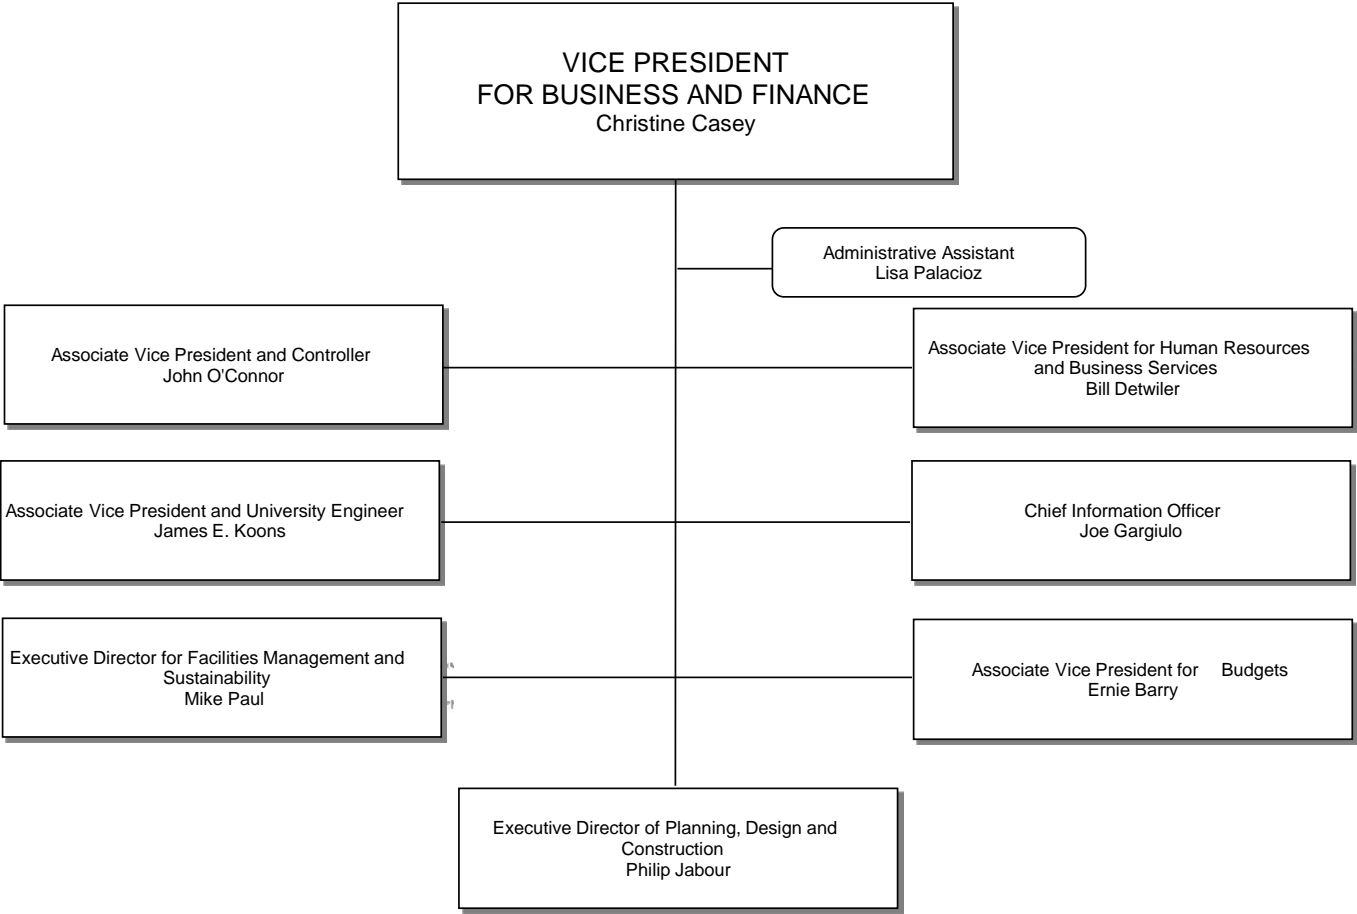 VICE PRESIDENT
FOR BUSINESS AND FINANCE
Christine Casey
Administrative Assistant
Lisa Palacioz
Associate Vice President and Controller
John O'Connor
Associate Vice President for Human Resources
and Business Services
Bill Detwiler
Associate Vice President and University Engineer
James E. Koons
Chief Information Officer
Joe Gargiulo
Executive Director for Facilities Management and
Sustainability
Mike Paul
Associate Vice President for Budgets
Ernie Barry
Executive Director of Planning, Design and
Construction
Philip Jabour